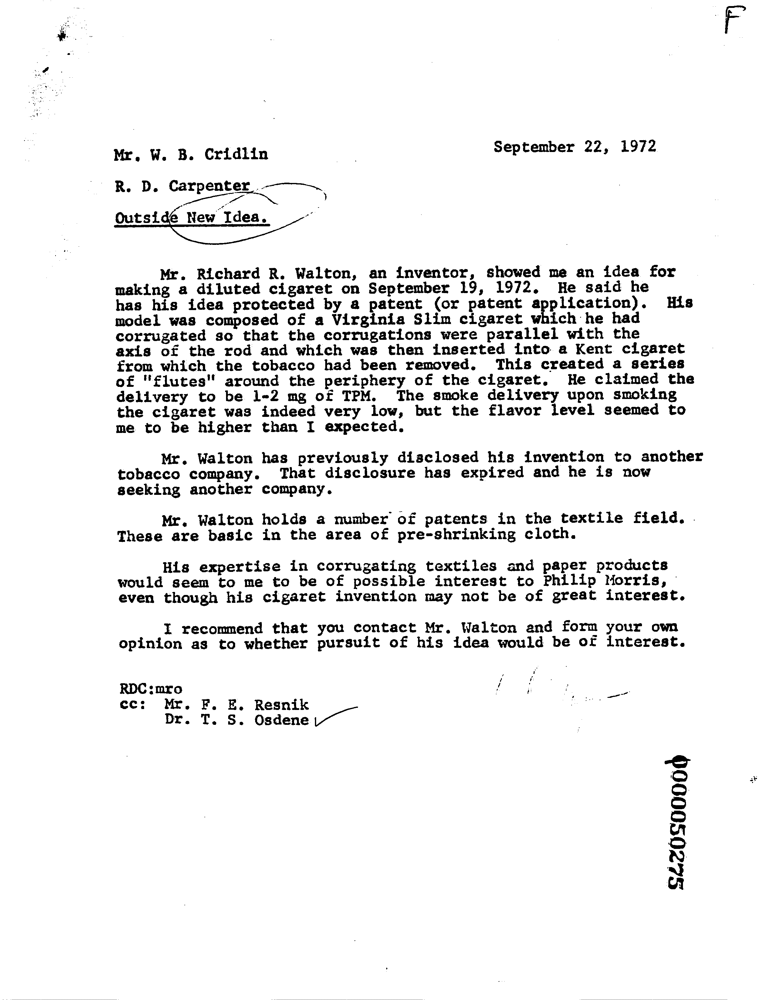 F
September 22, 1972
Mr. W. B. Cridlin
R. D. Carpenter
Outside New Idea.
Mr. Richard R. Walton, an inventor, showed me an idea for
making a diluted cigaret on September 19, 1972. He said he
has his idea protected by a patent (or patent application). His
model was composed of a Virginia Slim cigaret which he had
corrugated so that the corrugations were parallel with the
axis of the rod and which was then inserted into a Kent cigaret
from which the tobacco had been removed. This created a series
of "flutes" around the periphery of the cigaret. He claimed the
delivery to be 1-2 mg of TPM. The smoke delivery upon smoking
the cigaret was indeed very low, but the flavor level seemed to
me to be higher than I expected.
Mr. Walton has previously disclosed his invention to another
tobacco company. That disclosure has expired and he is now
seeking another company.
Mr. Walton holds a number of patents in the textile field.
These are basic in the area of pre-shrinking cloth.
His expertise in corrugating textiles and paper products
would seem to me to be of possible interest to Philip Morris,
even though his cigaret invention may not be of great interest.
I recommend that you contact Mr. Walton and form your own
opinion as to whether pursuit of his idea would be of interest.
RDC:mro
cc: Mr. F. E. Resnik
Dr. T. S. Osdene
000050275